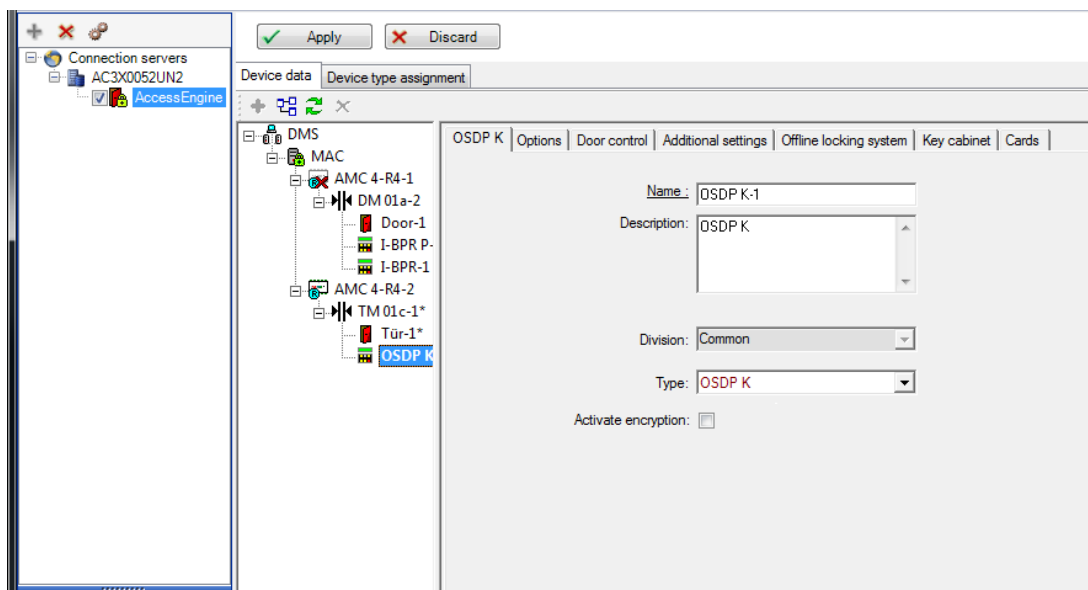 Apply Discard
Connection servers
AC3X0052UN2
AccessEngine
Device data Device type assignment
DMS
MAC
AMC 4-R4-1
DM 01a-2
Door-1
I-BPR P-
I-BPR-1
AMC 4-R4-2
TM 01c-1*
Tür-1*
OSDP K
OSDP K Options Door control Additional settings Offline locking system Key cabinet Cards
Name : OSDP K-1
Description: OSDP K
Division: Common
Type: OSDP K
Activate encryption: